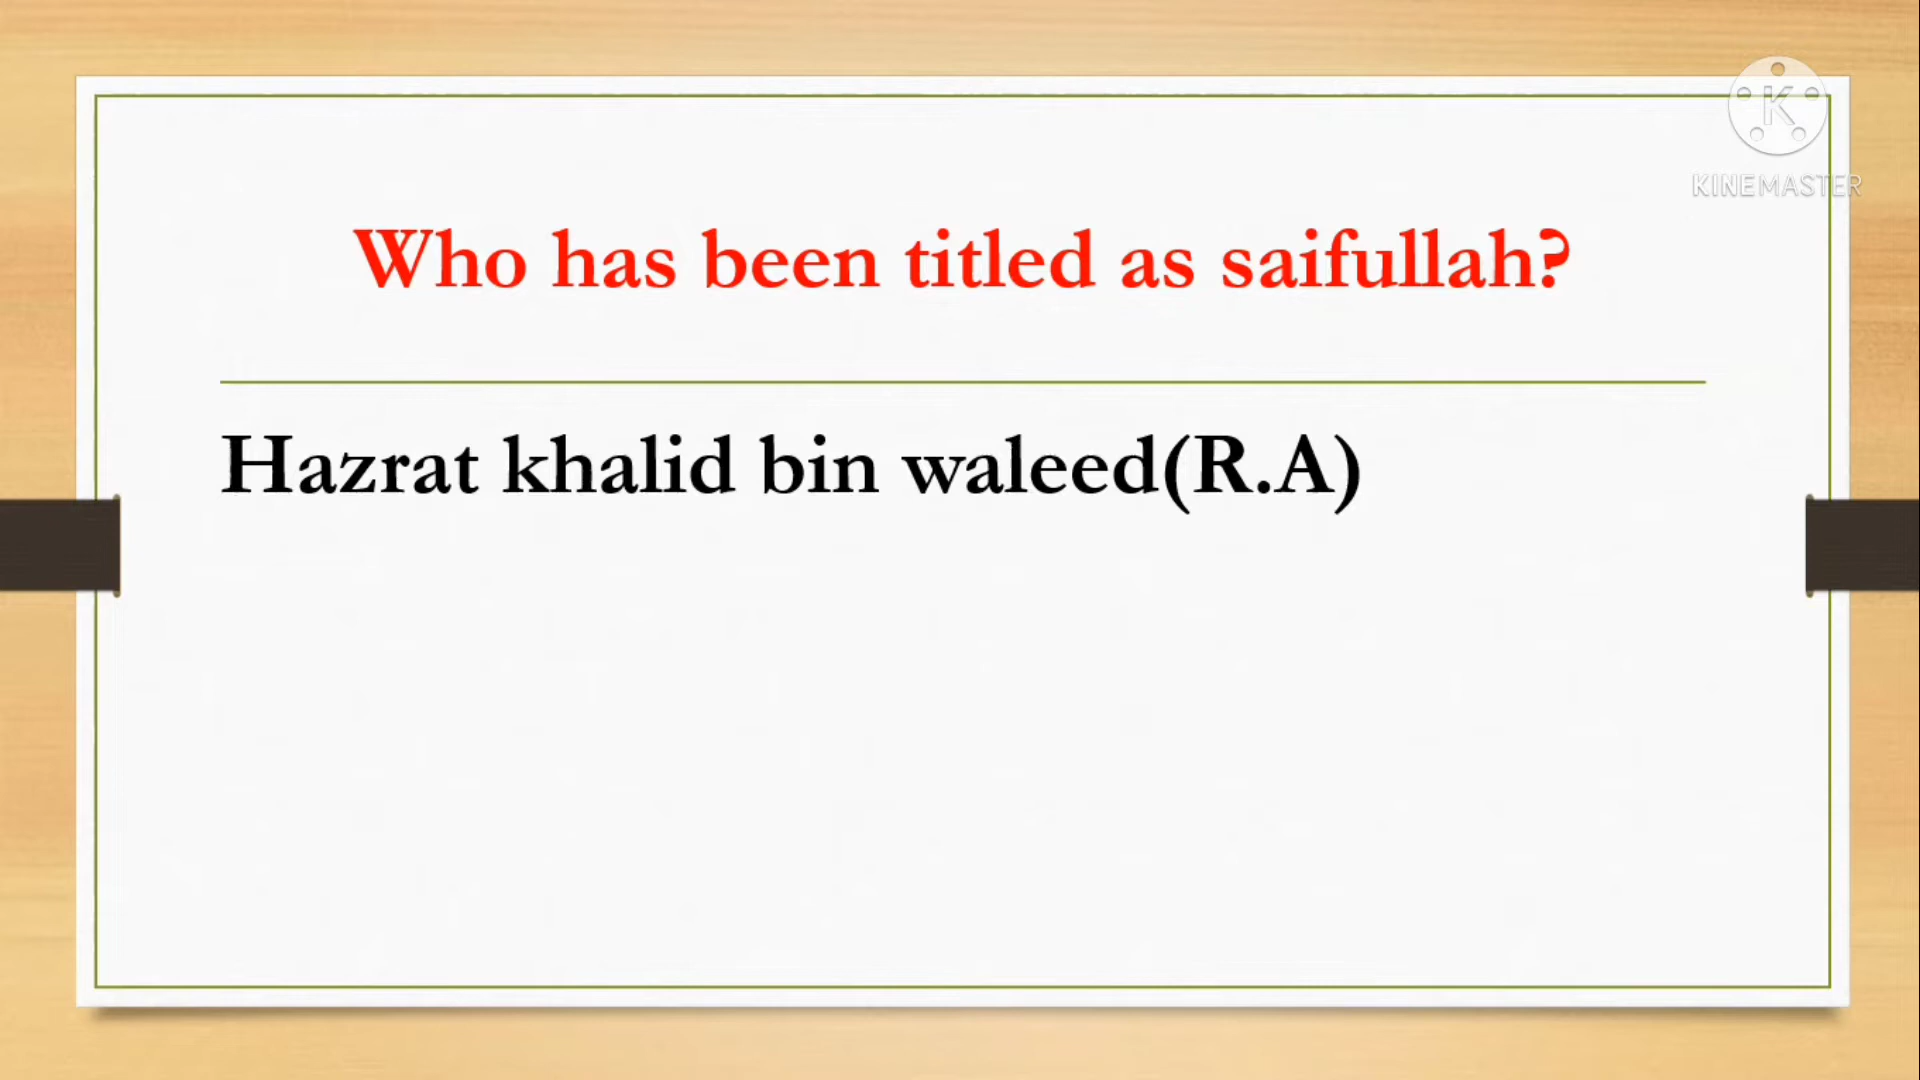 K
KINEMASTER
Who has been titled as saifullah?
Hazrat khalid bin waleed(R.A)